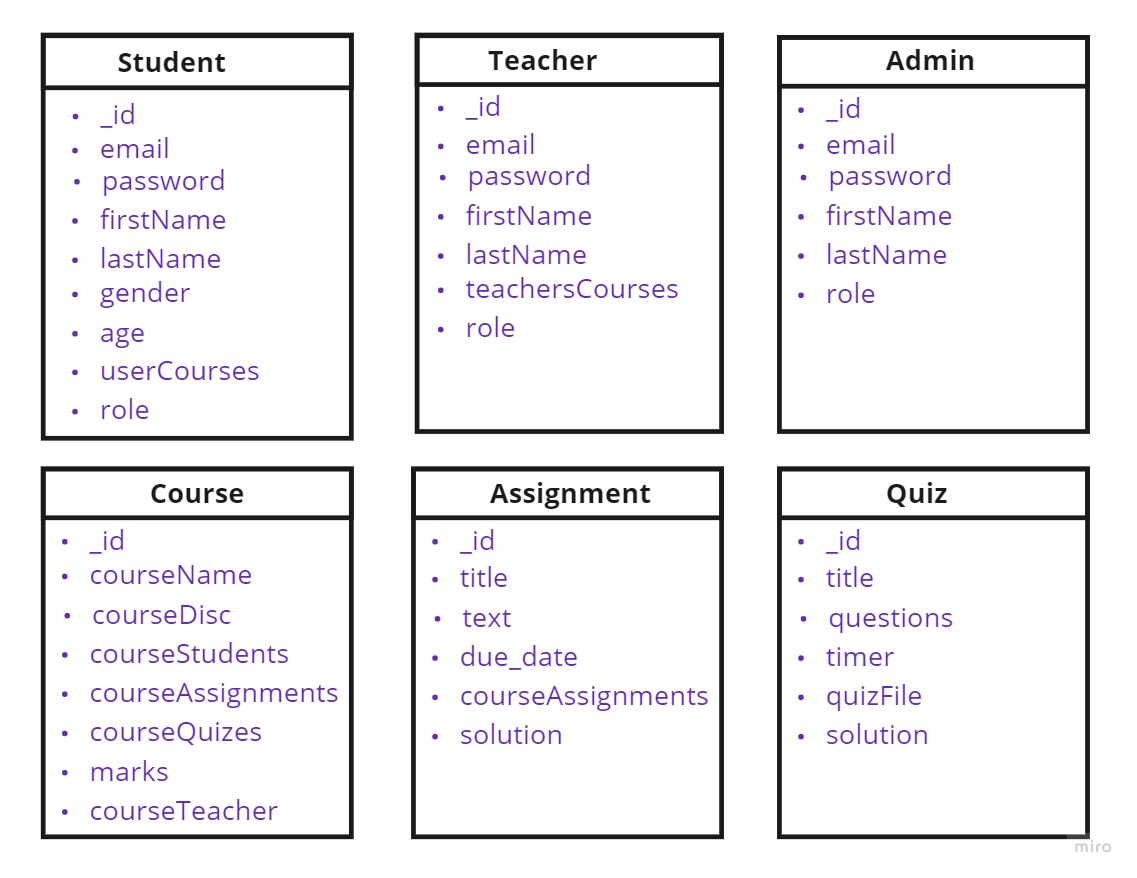 Student
• _id
• email
• password
• firstName
• lastName
• gender
• age
• userCourses
• role
Teacher
• _id
• email
• password
• firstName
• lastName
• teachersCourses
• role
Admin
• _id
• email
• password
• firstName
• lastName
• role
Course
• _id
• courseName
• courseDisc
• courseStudents
• courseAssignments
• courseQuizes
• marks
• courseTeacher
Assignment
• _id
• title
• text
• due_date
• courseAssignments
• solution
Quiz
• _id
• title
• questions
• timer
• quizFile
• solution
miro